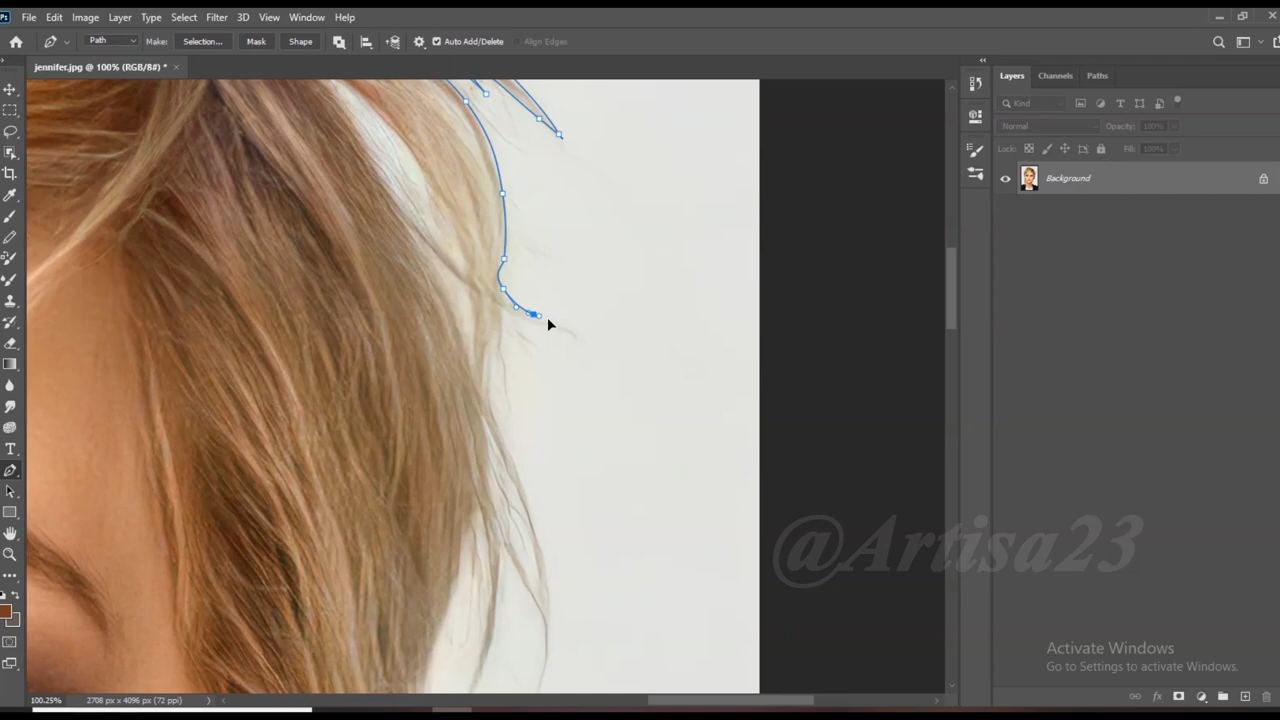 Ps File Edit Image Layer Type Select Filter 3D View Window Help
Path Make: Selection... Mask Shape Auto Add/Delete Align Edges
jennifer.jpg @ 100% (RGB/8#) * ×
Layers Channels Paths
Kind
Normal Opacity: 100%
Lock: Fill: 100%
Background
@Artisa23
Activate Windows
Go to Settings to activate Windows.
100.25% 2708 px x 4096 px (72 ppi)